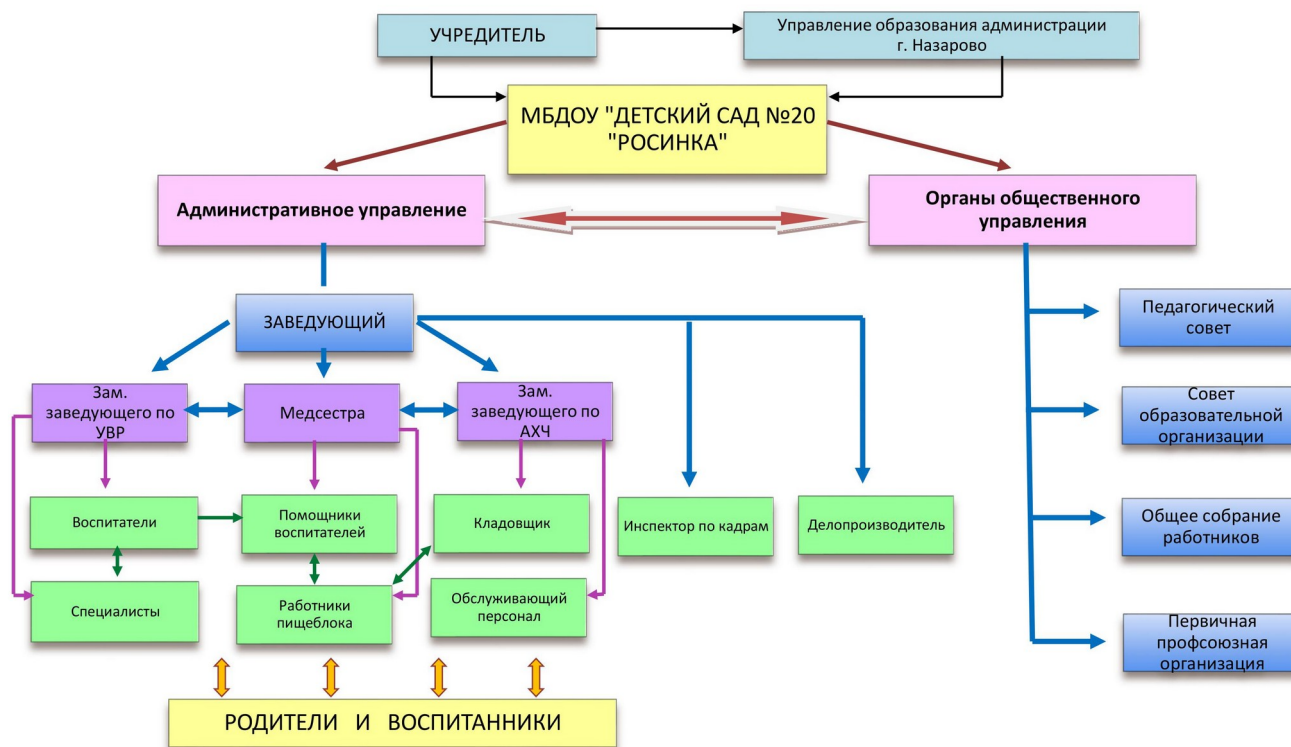 УЧРЕДИТЕЛЬ
Управление образования администрации
г. Назарово
МБДОУ "ДЕТСКИЙ САД №20
"РОСИНКА"
Административное управление
Органы общественного
управления
ЗАВЕДУЮЩИЙ
Педагогический
совет
Зам.
заведующего по
УВР
Медсестра
Зам.
заведующего по
АХЧ
Совет
образовательной
организации
Воспитатели
Помощники
воспитателей
Кладовщик
Инспектор по кадрам
Делопроизводитель
Общее собрание
работников
Специалисты
Работники
пищеблока
Обслуживающий
персонал
Первичная
профсоюзная
организация
РОДИТЕЛИ И ВОСПИТАННИКИ